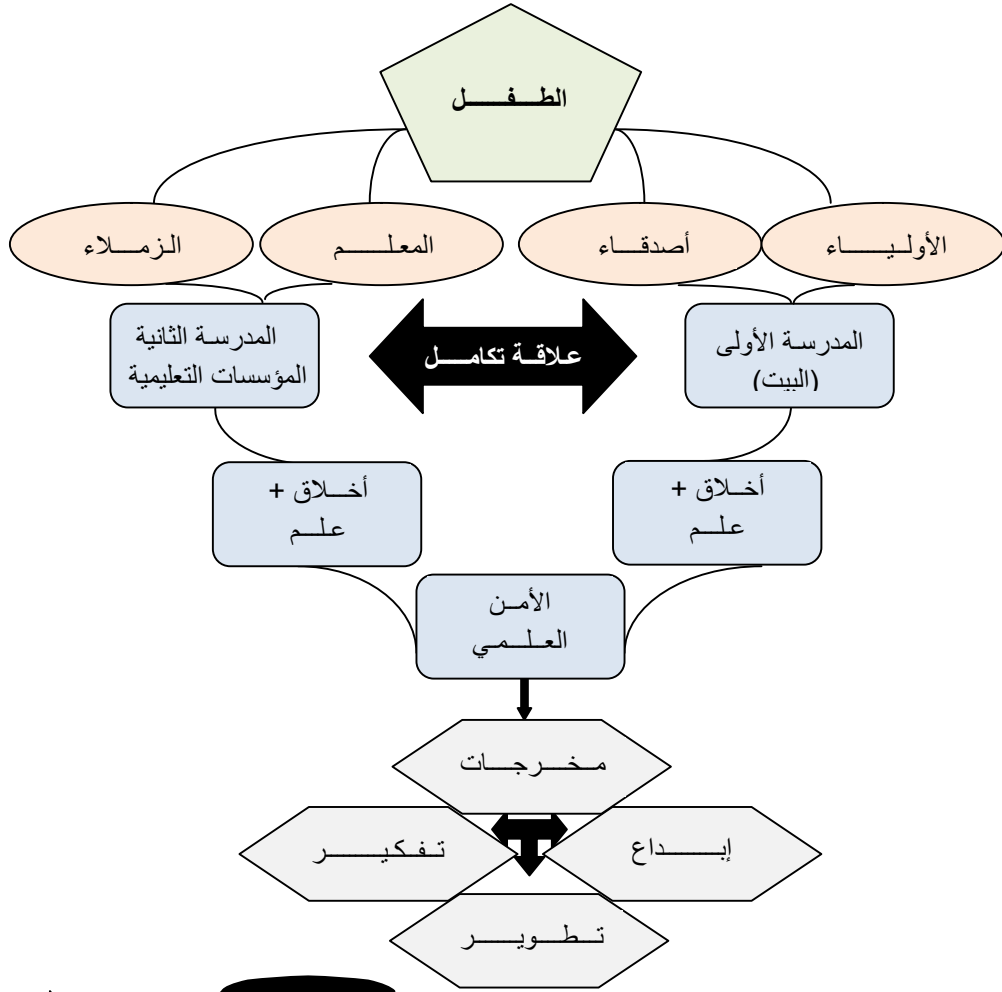 الطفل
الأولياء
أصدقاء
المعلم
الزملاء
المدرسة الأولى
(البيت)
علاقة تكامل
المدرسة الثانية
المؤسسات التعليمية
أخلاق +
علم
أخلاق +
علم
الأمن
العلمي
مخرجات
إبداع
تفكير
تطوير